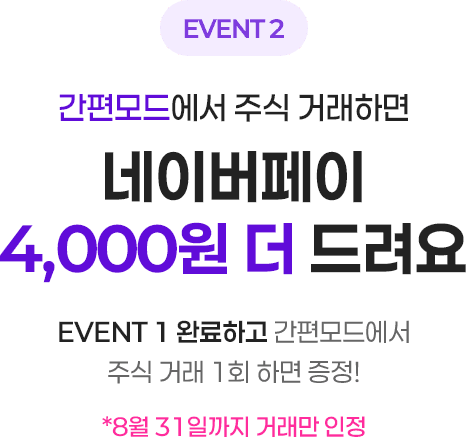 EVENT 2
간편모드에서 주식 거래하면
네이버페이
4,000원 더 드려요
EVENT 1 완료하고 간편모드에서
주식 거래 1회 하면 증정!
*8월 31일까지 거래만 인정